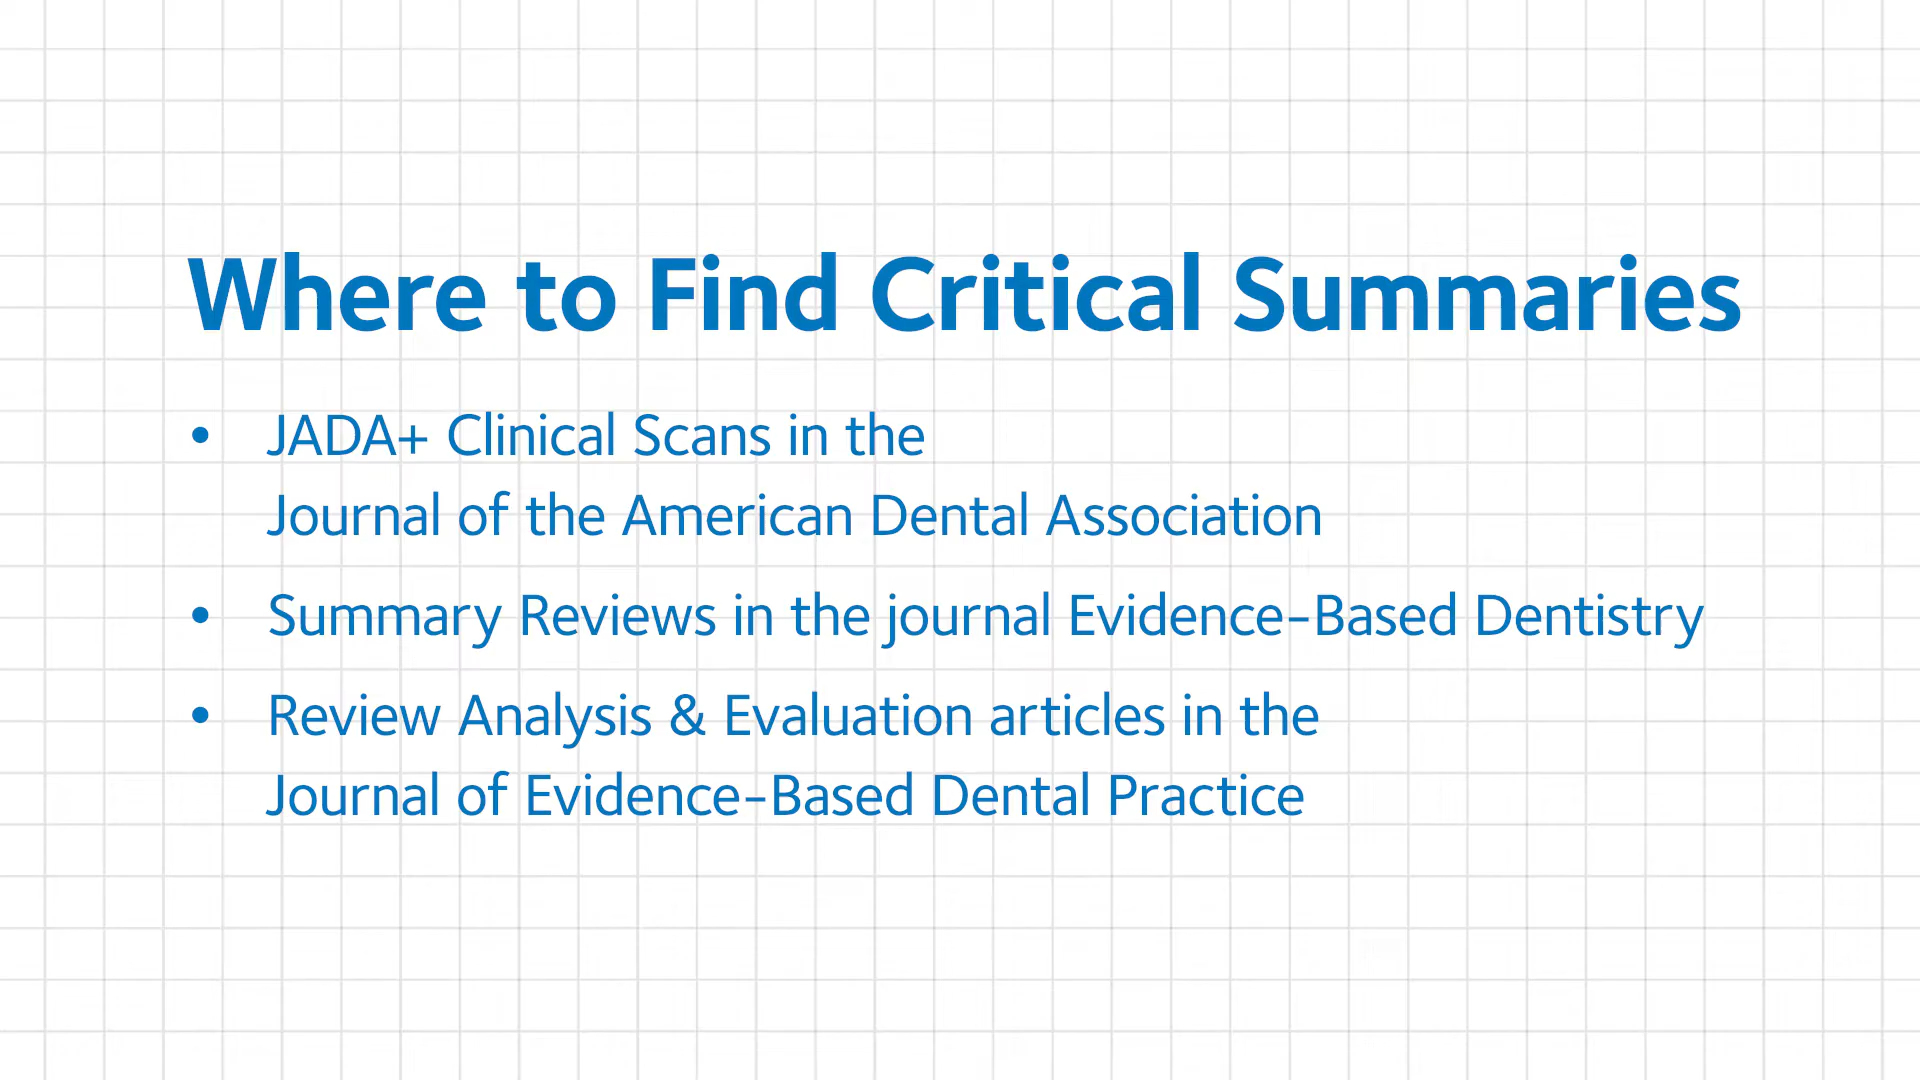 Where to Find Critical Summaries
• JADA+ Clinical Scans in the
Journal of the American Dental Association
• Summary Reviews in the journal Evidence-Based Dentistry
• Review Analysis & Evaluation articles in the
Journal of Evidence-Based Dental Practice